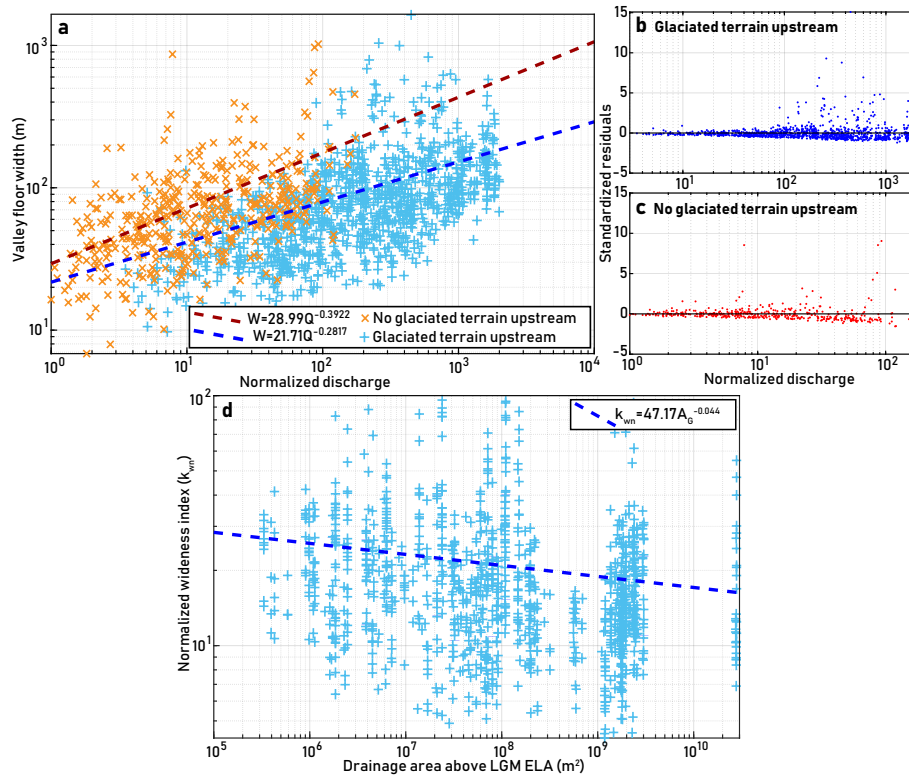 a
Valley floor width (m)
10³
10²
10¹
W=28.99Q⁻⁰·³⁹²²
W=21.71Q⁻⁰·²⁸¹⁷
No glaciated terrain upstream
Glaciated terrain upstream
10⁰
10¹
10²
10³
10⁴
Normalized discharge
b Glaciated terrain upstream
Standardized residuals
15
10
5
0
-5
10¹
10²
10³
c No glaciated terrain upstream
15
10
5
0
-5
10⁰
10¹
10²
Normalized discharge
d
Normalized wideness index (kwn)
10²
10¹
kwn=47.17AG⁻⁰·⁰⁴⁴
10⁵
10⁶
10⁷
10⁸
10⁹
10¹⁰
Drainage area above LGM ELA (m²)